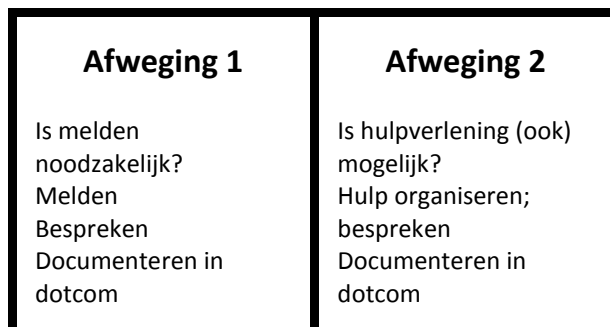 Afweging 1
Is melden
noodzakelijk?
Melden
Bespreken
Documenteren in
dotcom
Afweging 2
Is hulpverlening (ook)
mogelijk?
Hulp organiseren;
bespreken
Documenteren in
dotcom